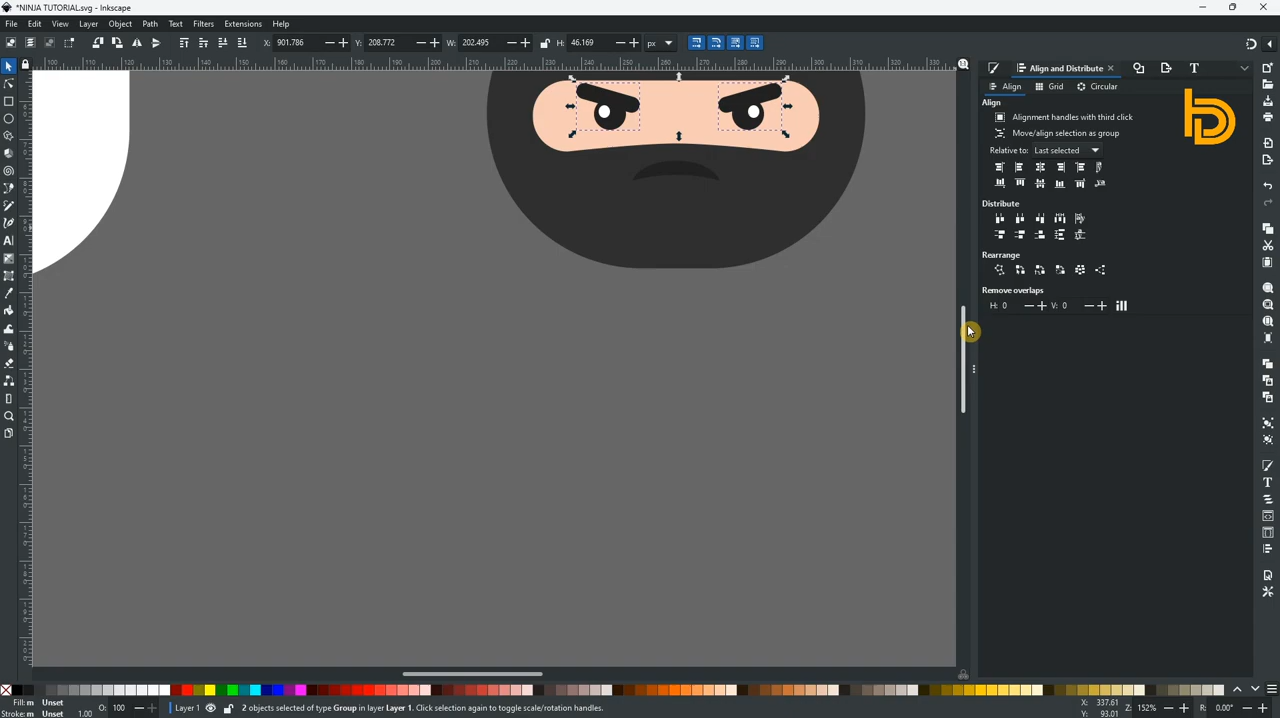 *NINJA TUTORIAL.svg - Inkscape
File Edit View Layer Object Path Text Filters Extensions Help
X: 901.786 Y: 208.772 W: 202.495 H: 46.169 px
Align and Distribute
Align Grid Circular
Align
Alignment handles with third click
Move/align selection as group
Relative to: Last selected
Distribute
Rearrange
Remove overlaps
H: 0 V: 0
Fill: m Unset
Stroke: m Unset 1.00
O: 100
Layer 1
2 objects selected of type Group in layer Layer 1. Click selection again to toggle scale/rotation handles.
X: 337.61
Y: 93.01
Z: 152%
R: 0.00°